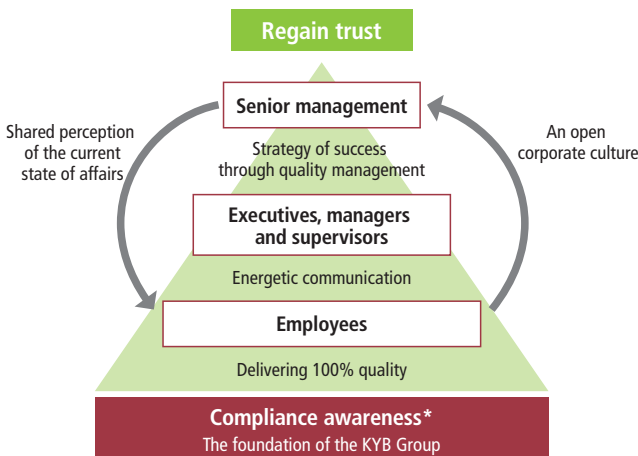 Regain trust
Senior management
Shared perception
of the current
state of affairs
An open
corporate culture
Strategy of success
through quality management
Executives, managers
and supervisors
Energetic communication
Employees
Delivering 100% quality
Compliance awareness*
The foundation of the KYB Group